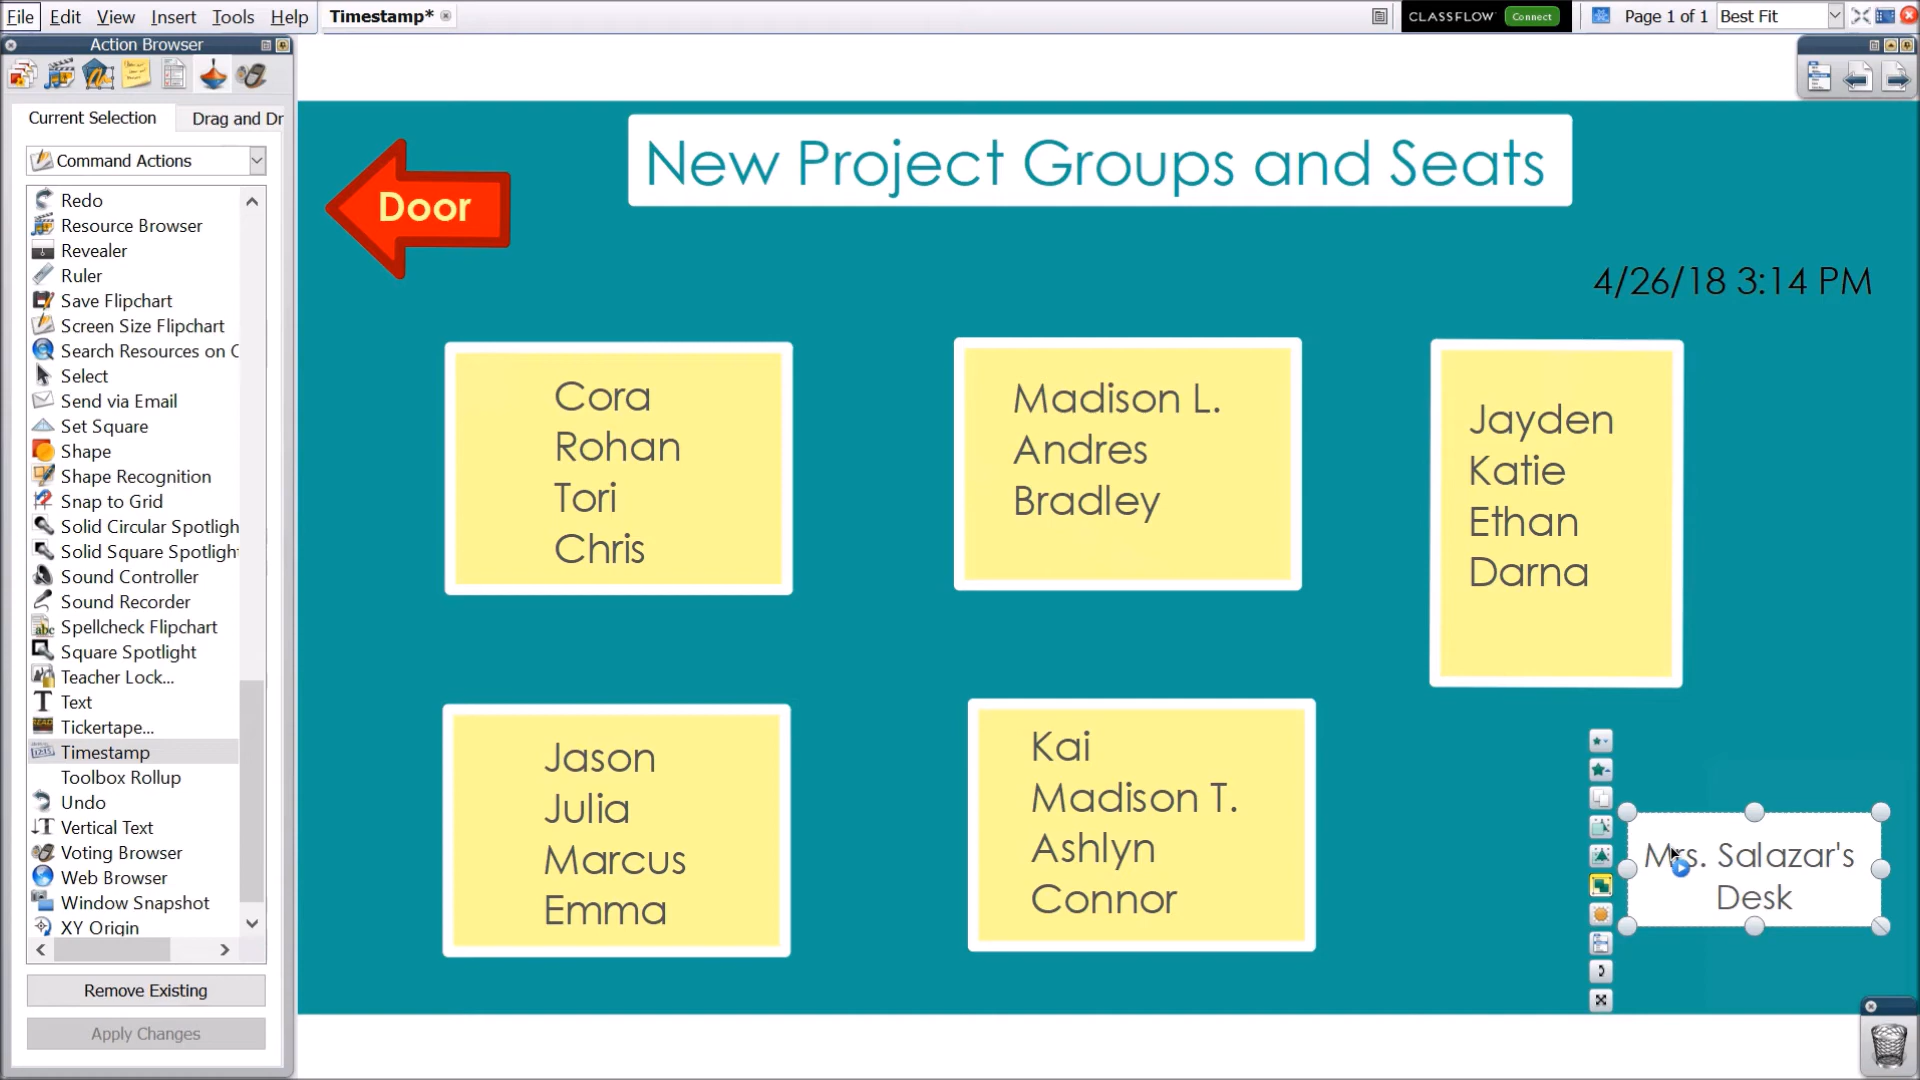 File Edit View Insert Tools Help
Timestamp*
CLASSFLOW Connect
Page 1 of 1
Best Fit
Action Browser
Current Selection
Drag and Dr
Command Actions
Redo
Resource Browser
Revealer
Ruler
Save Flipchart
Screen Size Flipchart
Search Resources on C
Select
Send via Email
Set Square
Shape
Shape Recognition
Snap to Grid
Solid Circular Spotligh
Solid Square Spotlight
Sound Controller
Sound Recorder
Spellcheck Flipchart
Square Spotlight
Teacher Lock...
Text
Tickertape...
Timestamp
Toolbox Rollup
Undo
Vertical Text
Voting Browser
Web Browser
Window Snapshot
XY Origin
Remove Existing
Apply Changes
Door
New Project Groups and Seats
4/26/18 3:14 PM
Cora
Rohan
Tori
Chris
Madison L.
Andres
Bradley
Jayden
Katie
Ethan
Darna
Jason
Julia
Marcus
Emma
Kai
Madison T.
Ashlyn
Connor
Mrs. Salazar's
Desk